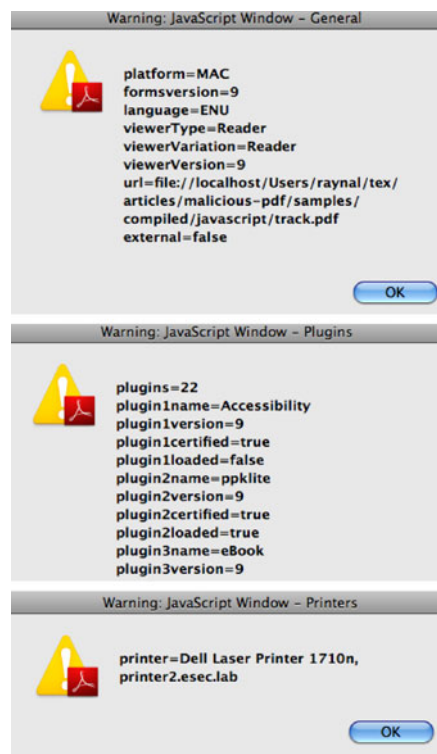 Warning: JavaScript Window – General
platform=MAC
formsversion=9
language=ENU
viewerType=Reader
viewerVariation=Reader
viewerVersion=9
url=file://localhost/Users/raynal/tex/
articles/malicious-pdf/samples/
compiled/javascript/track.pdf
external=false
OK
Warning: JavaScript Window – Plugins
plugins=22
plugin1name=Accessibility
plugin1version=9
plugin1certified=true
plugin1loaded=false
plugin2name=ppklite
plugin2version=9
plugin2certified=true
plugin2loaded=true
plugin3name=eBook
plugin3version=9
Warning: JavaScript Window – Printers
printer=Dell Laser Printer 1710n,
printer2.esec.lab
OK